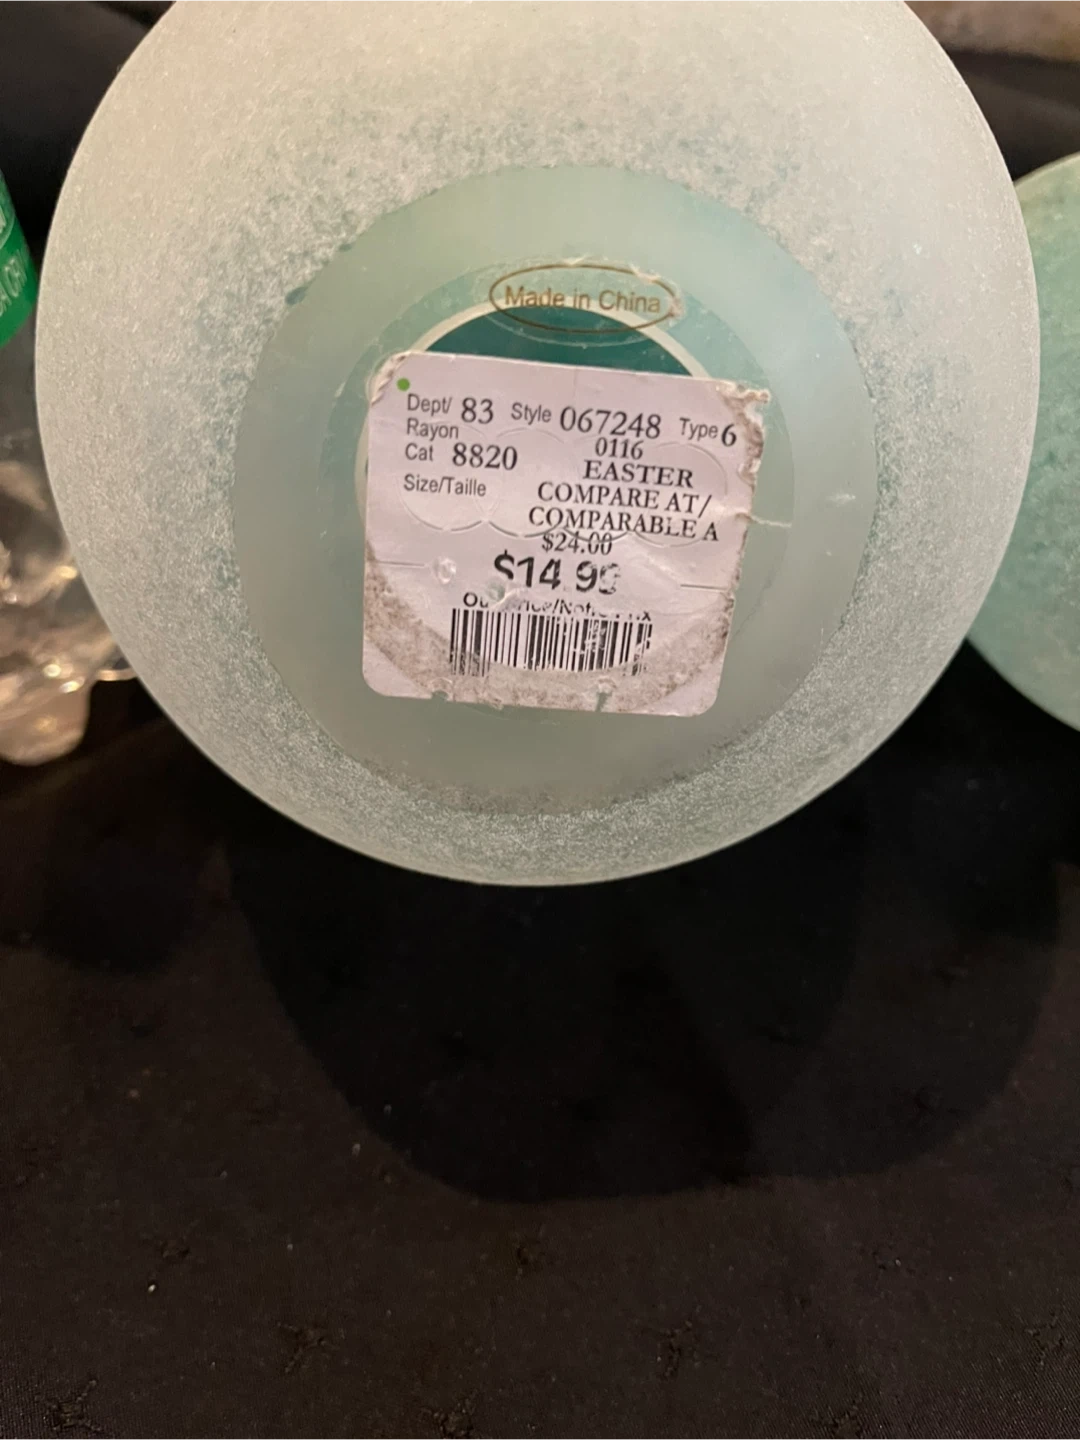 Made in China
Dept/ 83 Style 067248 Type 6
Rayon
0116
Cat 8820
EASTER
Size/Taille
COMPARE AT/
COMPARABLE A
$24.00
$14.99